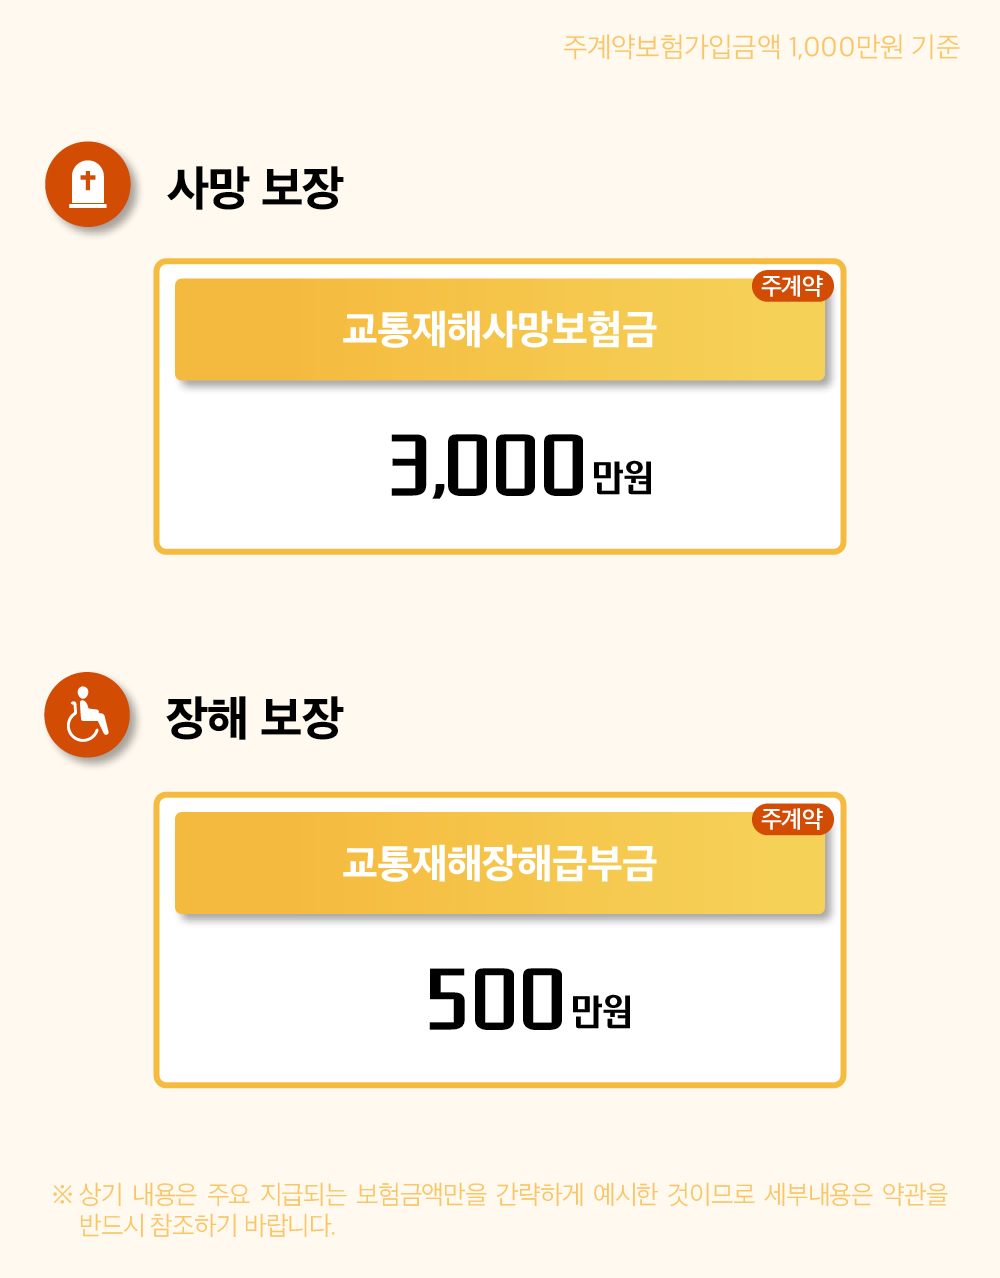 주계약보험가입금액 1,000만원 기준
사망 보장
주계약
교통재해사망보험금
3,000만원
장해 보장
주계약
교통재해장해급부금
500만원
※ 상기 내용은 주요 지급되는 보험금액만을 간략하게 예시한 것이므로 세부내용은 약관을
반드시 참조하기 바랍니다.